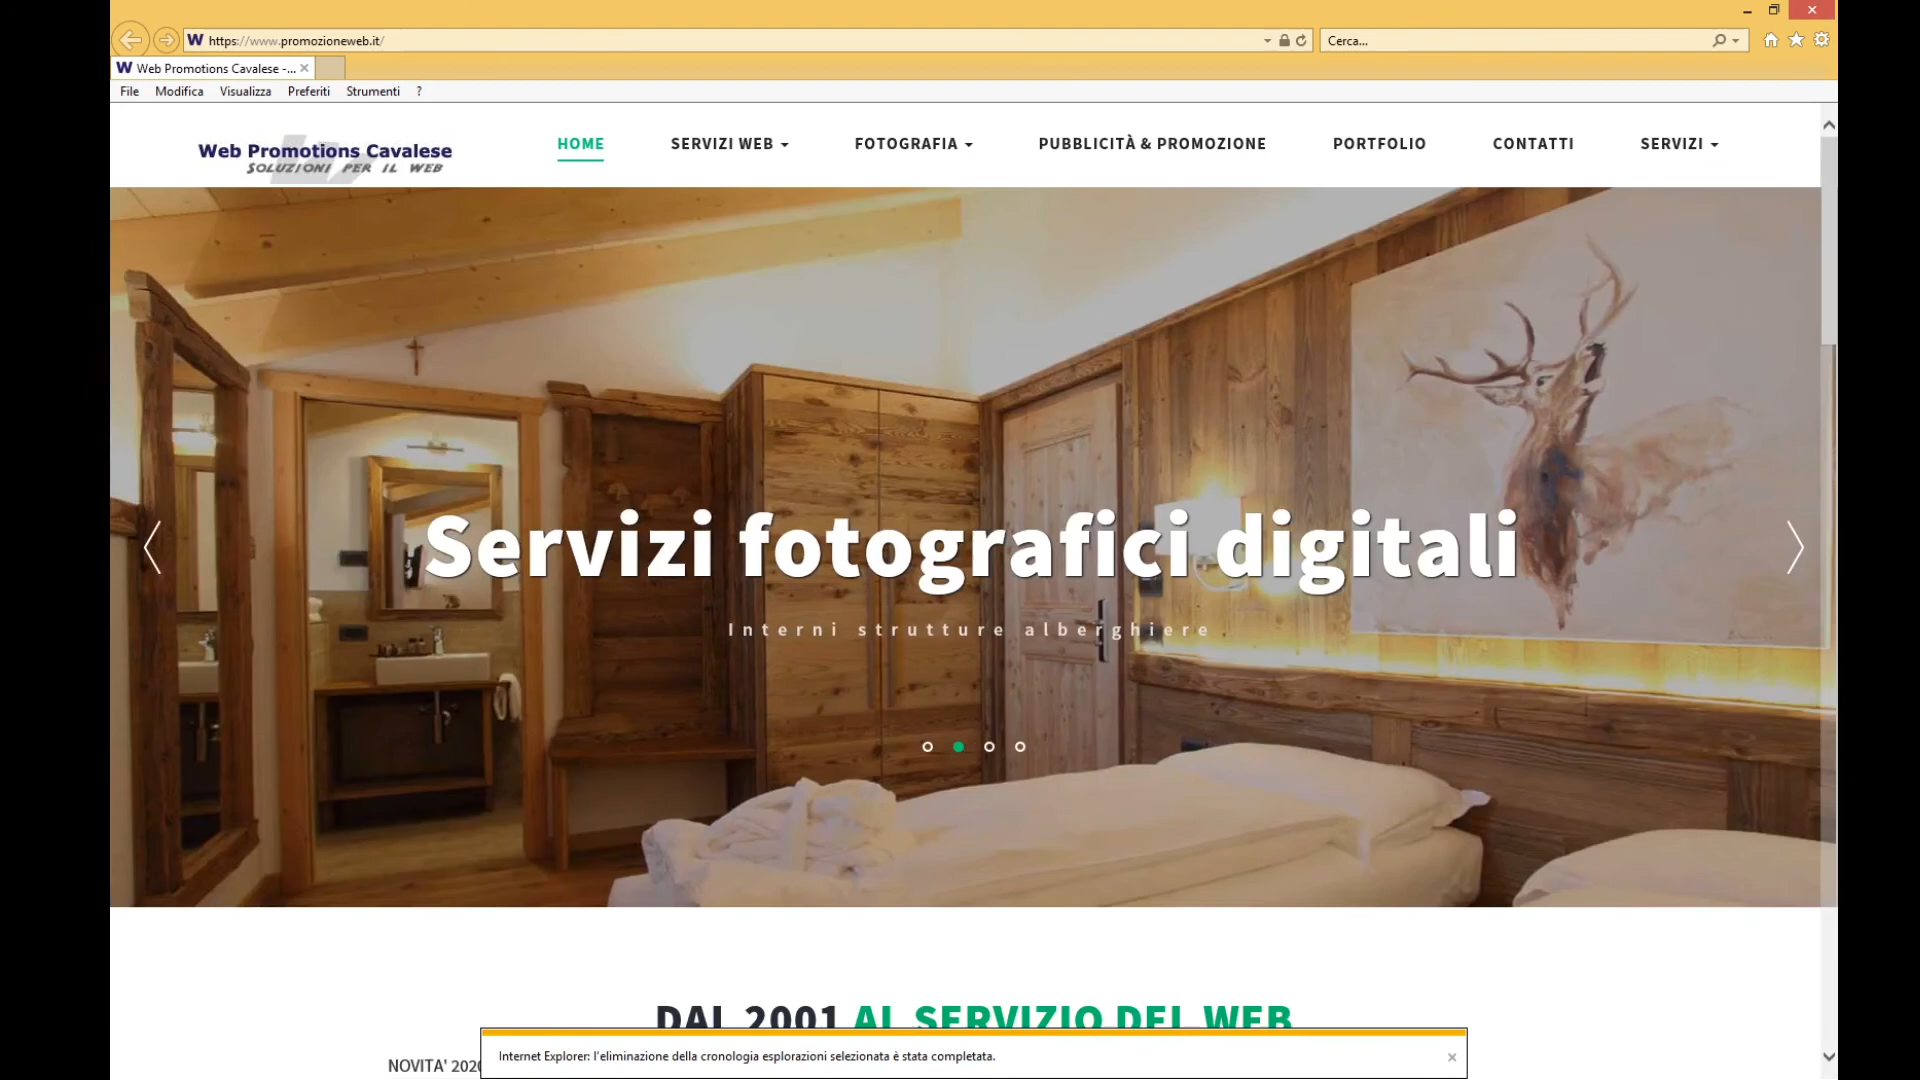 https://www.promozioneweb.it/
Cerca...
W Web Promotions Cavalese -...
File Modifica Visualizza Preferiti Strumenti ?
Web Promotions Cavalese
SOLUZIONI PER IL WEB
HOME SERVIZI WEB FOTOGRAFIA PUBBLICITÀ & PROMOZIONE PORTFOLIO CONTATTI SERVIZI
Servizi fotografici digitali
Interni strutture alberghiere
DAL 2001 AL SERVIZIO DEL WEB
NOVITA' 2020
Internet Explorer: l'eliminazione della cronologia esplorazioni selezionata è stata completata.